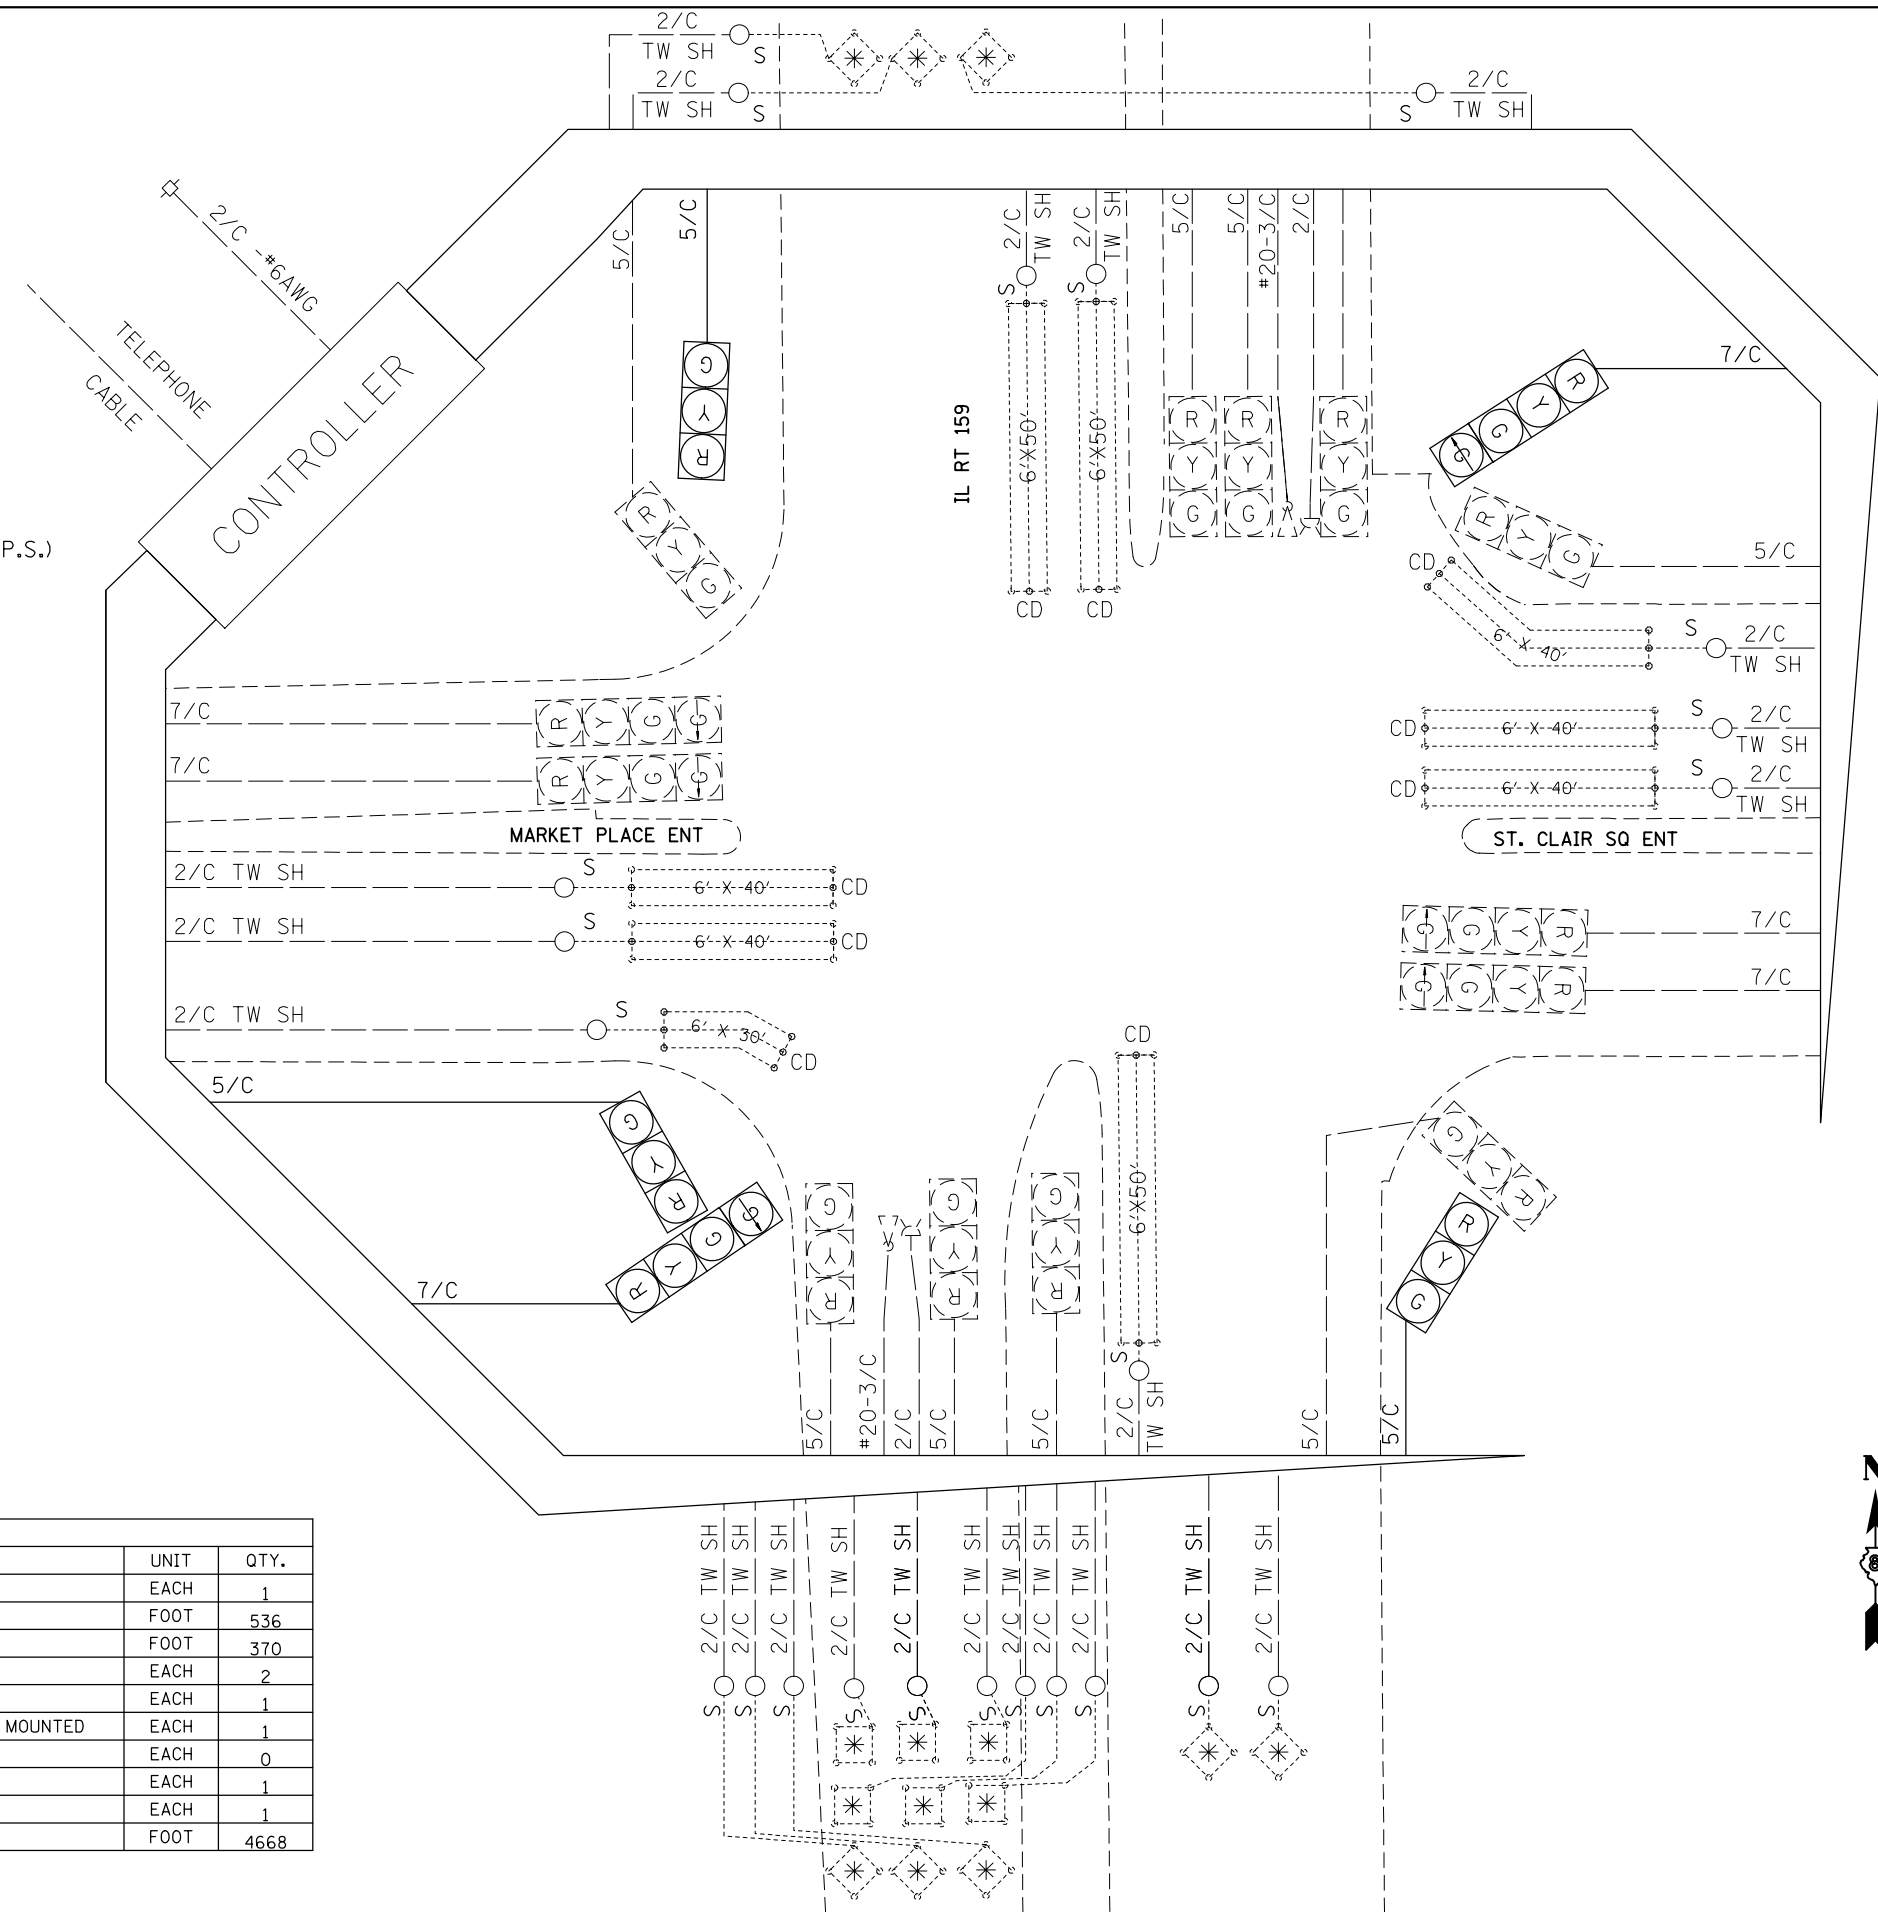 2/C
TW SH
S
2/C
TW SH
S
2/C
TW SH
S
2/C -#6AWG
TELEPHONE
CABLE
CONTROLLER
P.S.)
5/C
5/C
G
Y
R
R
Y
G
2/C
TW SH
S
2/C
TW SH
S
6'X50'
CD
6'X50'
CD
IL RT 159
5/C
5/C
#20-3/C
2/C
R
Y
G
R
Y
G
R
Y
G
7/C
R
Y
G
G
R
Y
G
5/C
CD
6' X 40'
S
2/C
TW SH
CD
6' X 40'
S
2/C
TW SH
CD
6' X 40'
S
2/C
TW SH
ST. CLAIR SQ ENT
7/C
R Y G G
7/C
R Y G G
MARKET PLACE ENT
2/C TW SH
S
6' X 40'
CD
2/C TW SH
S
6' X 40'
CD
2/C TW SH
S
6' X 30'
CD
G G Y R
7/C
G G Y R
7/C
5/C
G
Y
R
7/C
R Y G G
G
Y
R
5/C
#20-3/C
2/C
G
Y
R
5/C
G
Y
R
5/C
CD
6'X50'
S
2/C
TW SH
G
Y
R
5/C
R
Y
G
5/C
2/C TW SH
S
2/C TW SH
S
2/C TW SH
S
2/C TW SH
S
2/C TW SH
S
2/C TW SH
S
2/C TW SH
S
2/C TW SH
S
2/C TW SH
S
2/C TW SH
S
2/C TW SH
S
N
UNIT QTY.
EACH 1
FOOT 536
FOOT 370
EACH 2
EACH 1
MOUNTED EACH 1
EACH 0
EACH 1
EACH 1
FOOT 4668